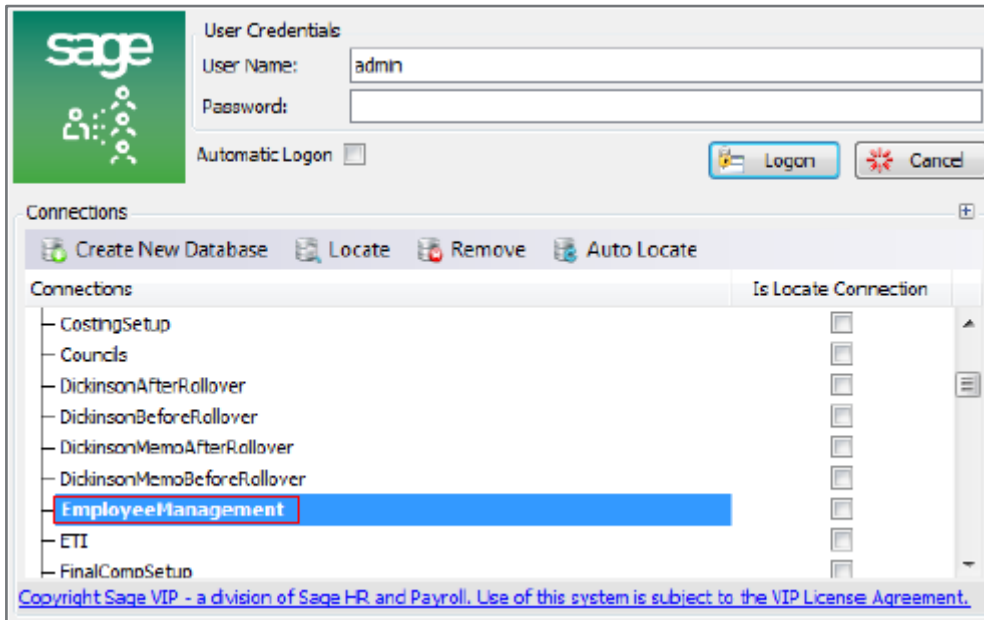 sage
User Credentials
User Name: admin
Password:
Automatic Logon
Logon Cancel
Connections
Create New Database Locate Remove Auto Locate
Connections Is Locate Connection
CostingSetup
Councils
DickinsonAfterRollover
DickinsonBeforeRollover
DickinsonMemoAfterRollover
DickinsonMemoBeforeRollover
EmployeeManagement
ETI
FinalCompSetup
Copyright Sage VIP - a division of Sage HR and Payroll. Use of this system is subject to the VIP License Agreement.